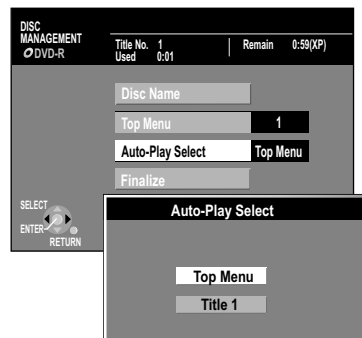 DISC
MANAGEMENT
DVD-R
Title No. 1
Used 0:01
Remain 0:59(XP)
Disc Name
Top Menu 1
Auto-Play Select Top Menu
Finalize
SELECT
ENTER
RETURN
Auto-Play Select
Top Menu
Title 1